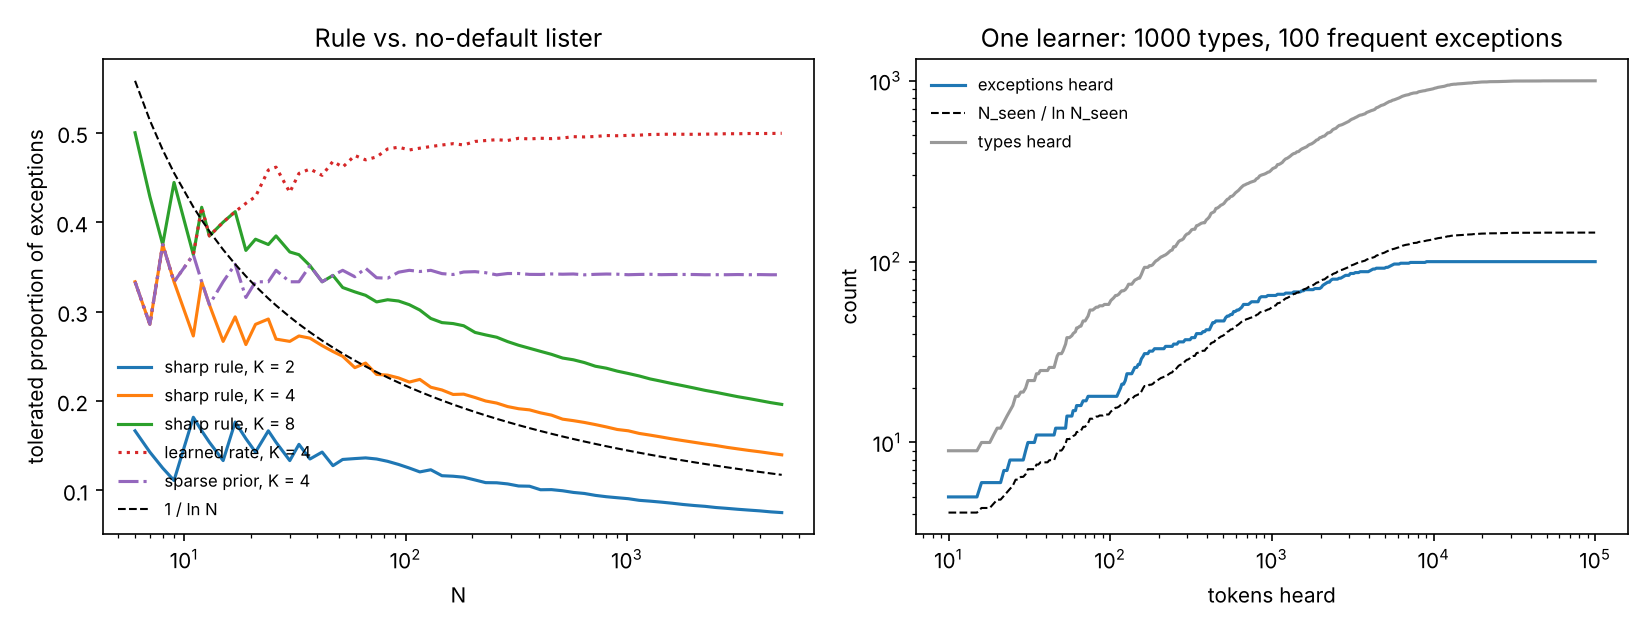 Rule vs. no-default lister
tolerated proportion of exceptions
0.5
0.4
0.3
0.2
0.1
sharp rule, K = 2
sharp rule, K = 4
sharp rule, K = 8
learned rate, K = 4
sparse prior, K = 4
1 / ln N
10¹
10²
10³
N
One learner: 1000 types, 100 frequent exceptions
count
10³
10²
10¹
exceptions heard
N_seen / ln N_seen
types heard
10¹
10²
10³
10⁴
10⁵
tokens heard